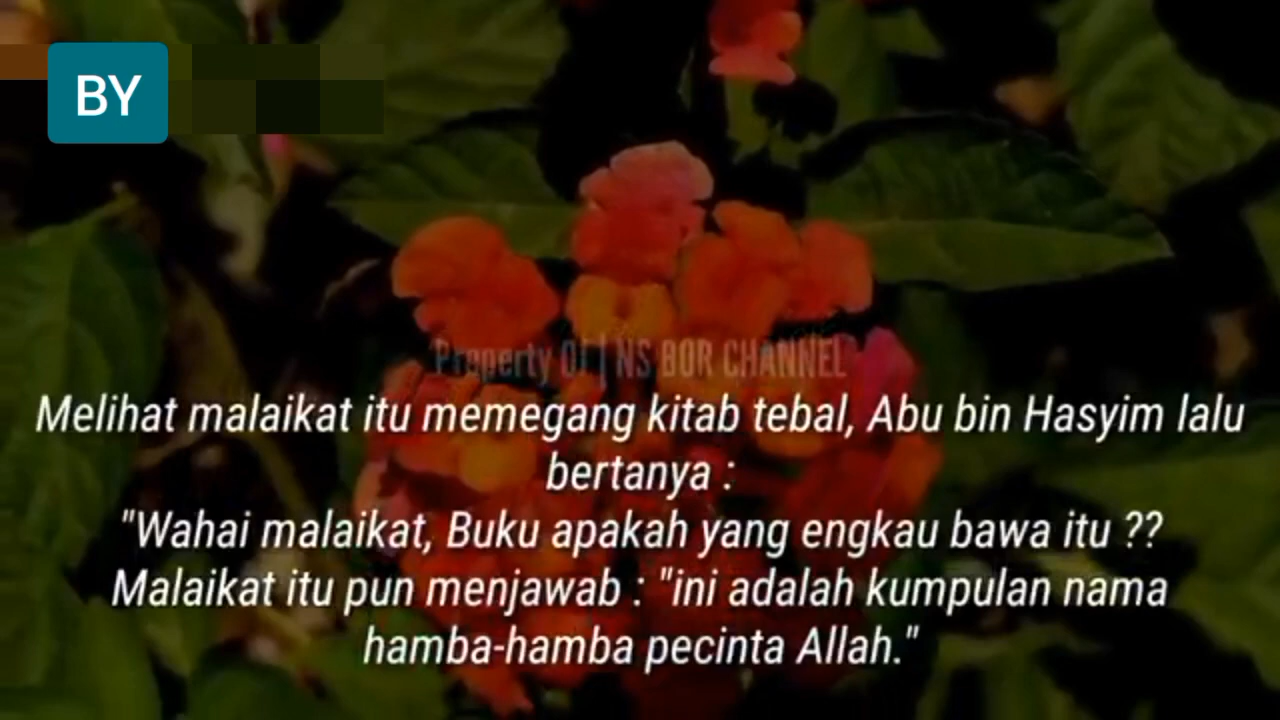 BY
Property Of | NS BOR CHANNEL
Melihat malaikat itu memegang kitab tebal, Abu bin Hasyim lalu
bertanya :
"Wahai malaikat, Buku apakah yang engkau bawa itu ??
Malaikat itu pun menjawab : "ini adalah kumpulan nama
hamba-hamba pecinta Allah."